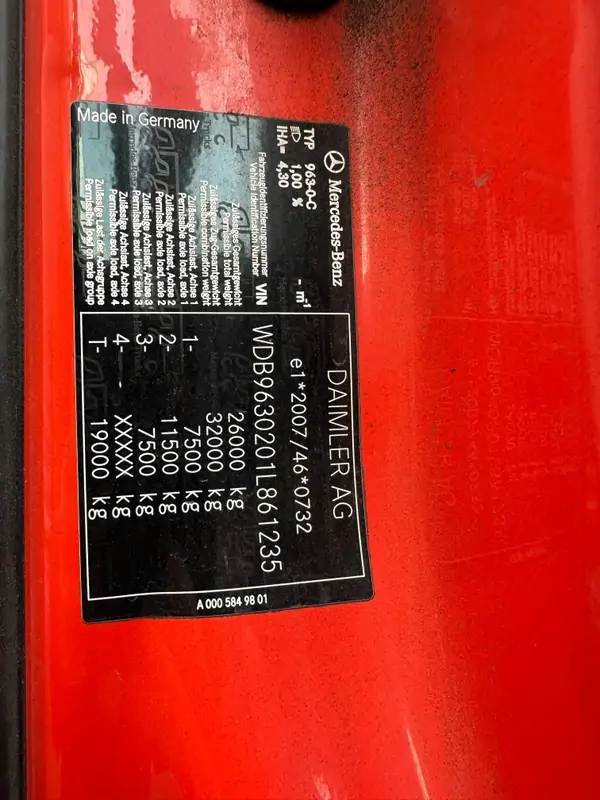 Mercedes-Benz
TYP 963-0-C
1,00 %
IHA= 4,30
- m¹
DAIMLER AG
e1*2007/46*0732
Fahrzeugidentifizierungsnummer
Vehicle Identification Number
VIN
WDB9630201L861235
Zulässiges Gesamtgewicht
Permissible total weight
26000 kg
Zulässiges Zug-Gesamtgewicht
Permissible combination weight
32000 kg
Zulässige Achslast, Achse 1
Permissible axle load, axle 1
1- 7500 kg
Zulässige Achslast, Achse 2
Permissible axle load, axle 2
2- 11500 kg
Zulässige Achslast, Achse 3
Permissible axle load, axle 3
3- 7500 kg
Zulässige Achslast, Achse 4
Permissible axle load, axle 4
4- - XXXXX kg
Zulässige Last der Achsgruppe
Permissible load on axle group
T- 19000 kg
Made in Germany
A 000 584 98 01